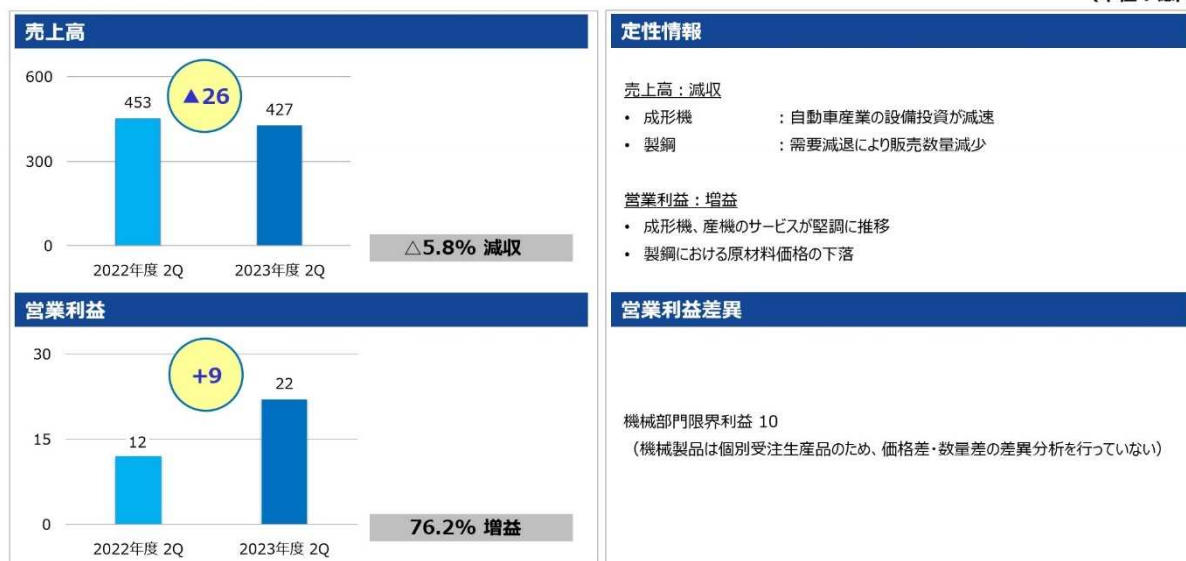 売上高
600
300
0
453
▲26
427
2022年度 2Q
2023年度 2Q
△5.8% 減収
営業利益
30
15
0
12
+9
22
2022年度 2Q
2023年度 2Q
76.2% 増益
定性情報
売上高：減収
• 成形機 ：自動車産業の設備投資が減速
• 製鋼 ：需要減退により販売数量減少
営業利益：増益
• 成形機、産機のサービスが堅調に推移
• 製鋼における原材料価格の下落
営業利益差異
機械部門限界利益 10
（機械製品は個別受注生産品のため、価格差・数量差の差異分析を行っていない）